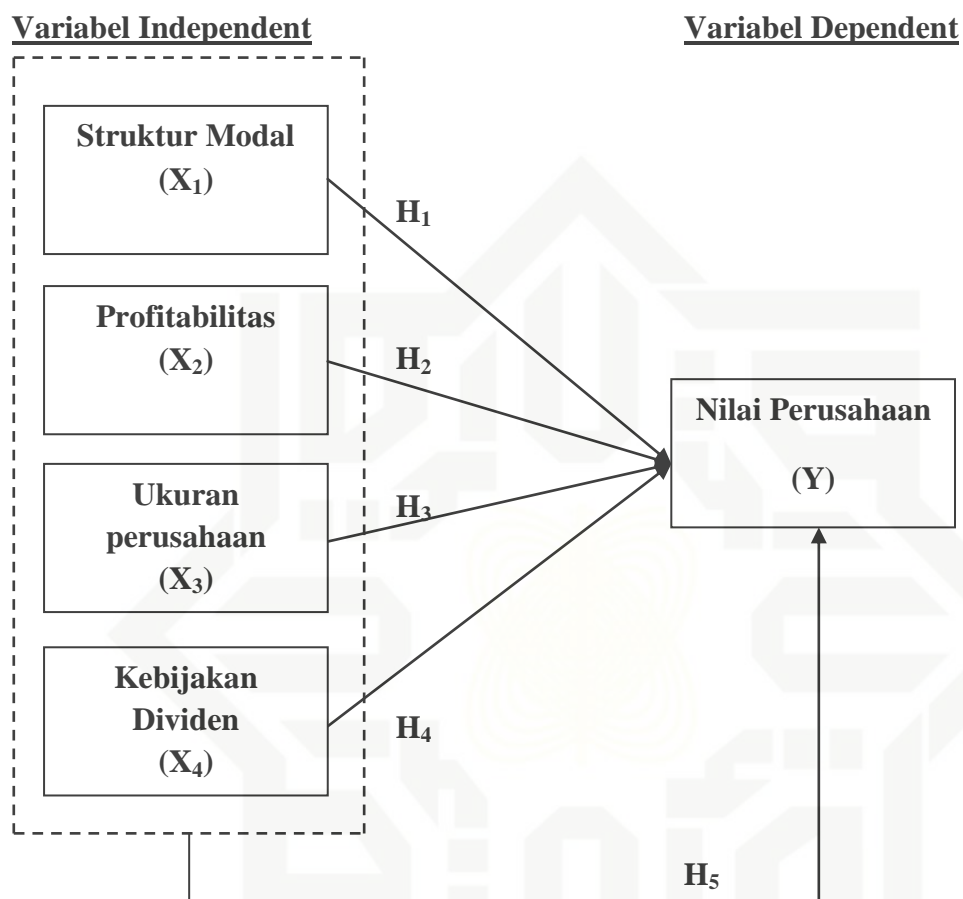 Variabel Independent
Variabel Dependent
Struktur Modal
(X₁)
H₁
Profitabilitas
(X₂)
H₂
Nilai Perusahaan
(Y)
Ukuran
perusahaan
(X₃)
H₃
Kebijakan
Dividen
(X₄)
H₄
H₅